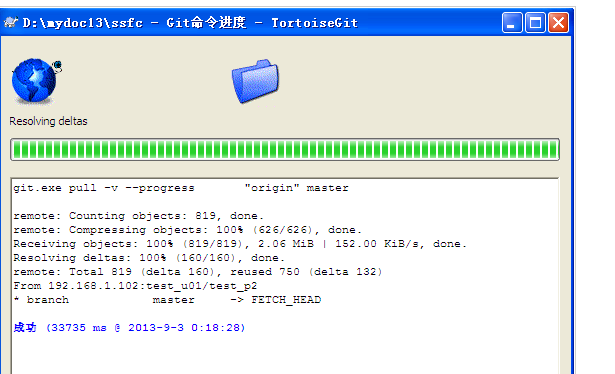 D:\mydoc13\ssfc - Git命令进度 - TortoiseGit
Resolving deltas
git.exe pull -v --progress "origin" master
remote: Counting objects: 819, done.
remote: Compressing objects: 100% (626/626), done.
Receiving objects: 100% (819/819), 2.06 MiB | 152.00 KiB/s, done.
Resolving deltas: 100% (160/160), done.
remote: Total 819 (delta 160), reused 750 (delta 132)
From 192.168.1.102:test_u01/test_p2
* branch master -> FETCH_HEAD
成功 (33735 ms @ 2013-9-3 0:18:28)